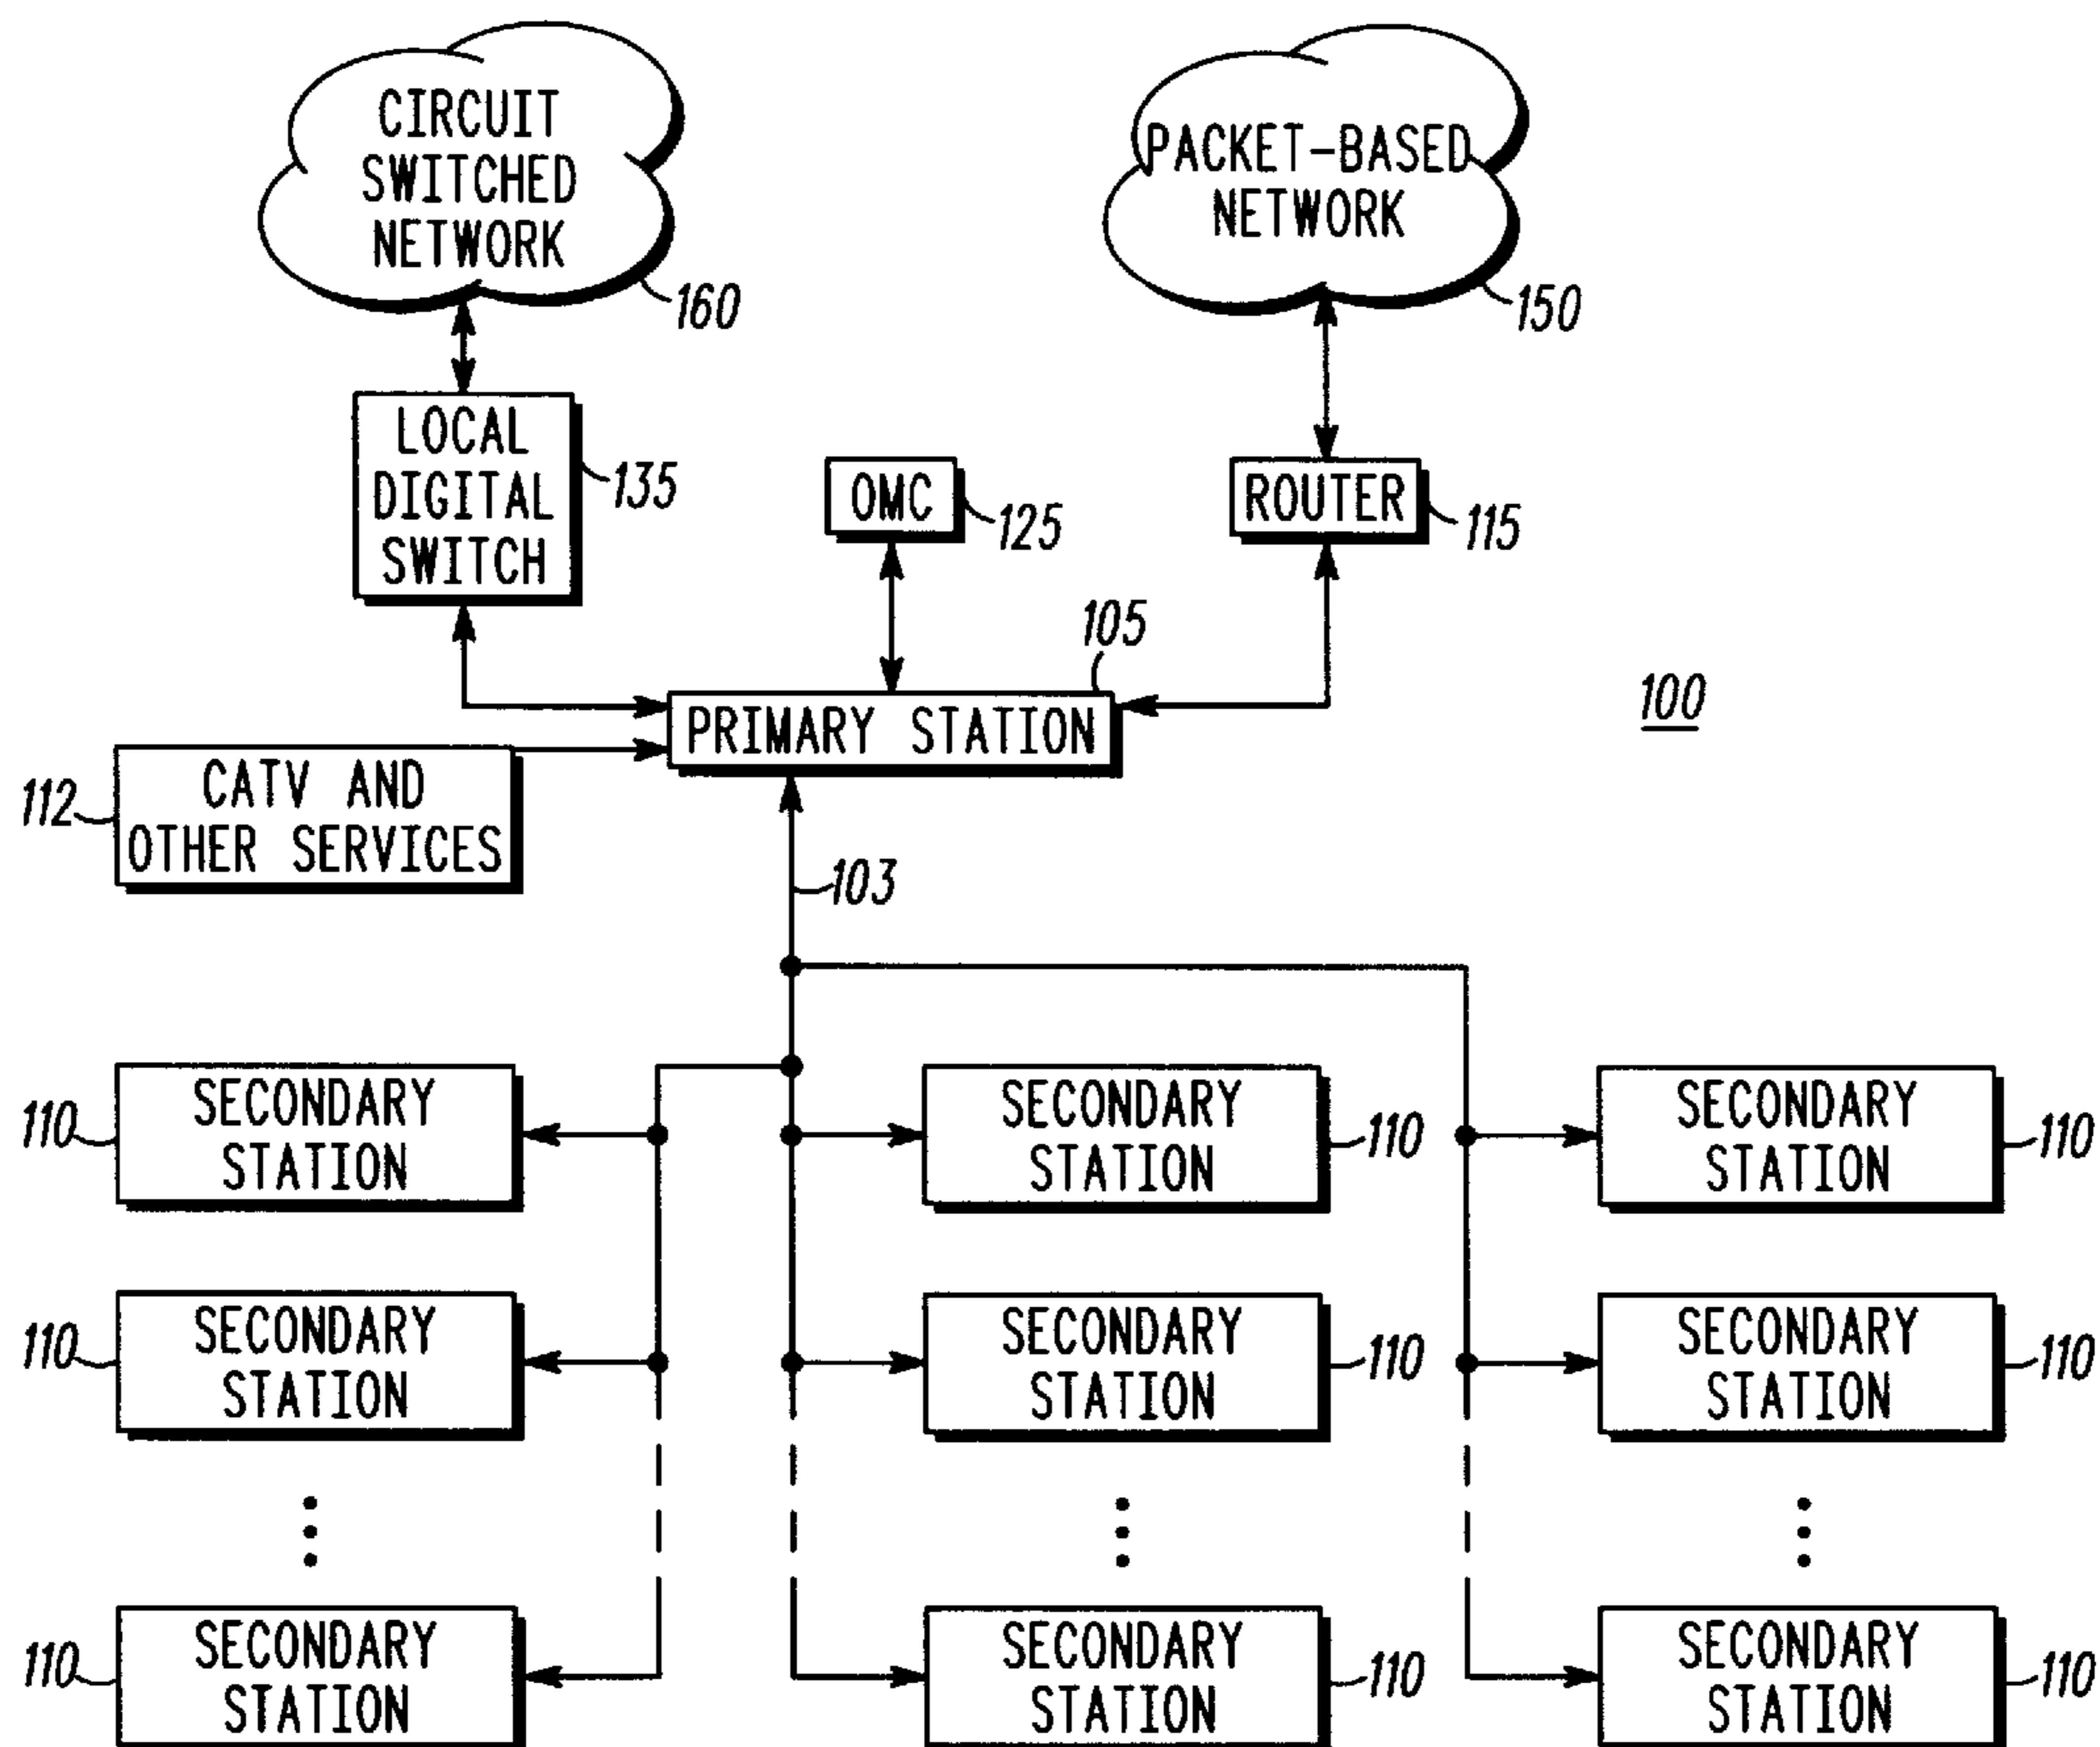 CIRCUIT
SWITCHED
NETWORK
160
PACKET-BASED
NETWORK
150
LOCAL
DIGITAL
SWITCH
135
OMC
125
ROUTER
115
105
PRIMARY STATION
100
112
CATV AND
OTHER SERVICES
103
110
SECONDARY
STATION
SECONDARY
STATION
110
SECONDARY
STATION
110
110
SECONDARY
STATION
SECONDARY
STATION
110
SECONDARY
STATION
110
110
SECONDARY
STATION
SECONDARY
STATION
110
SECONDARY
STATION
110